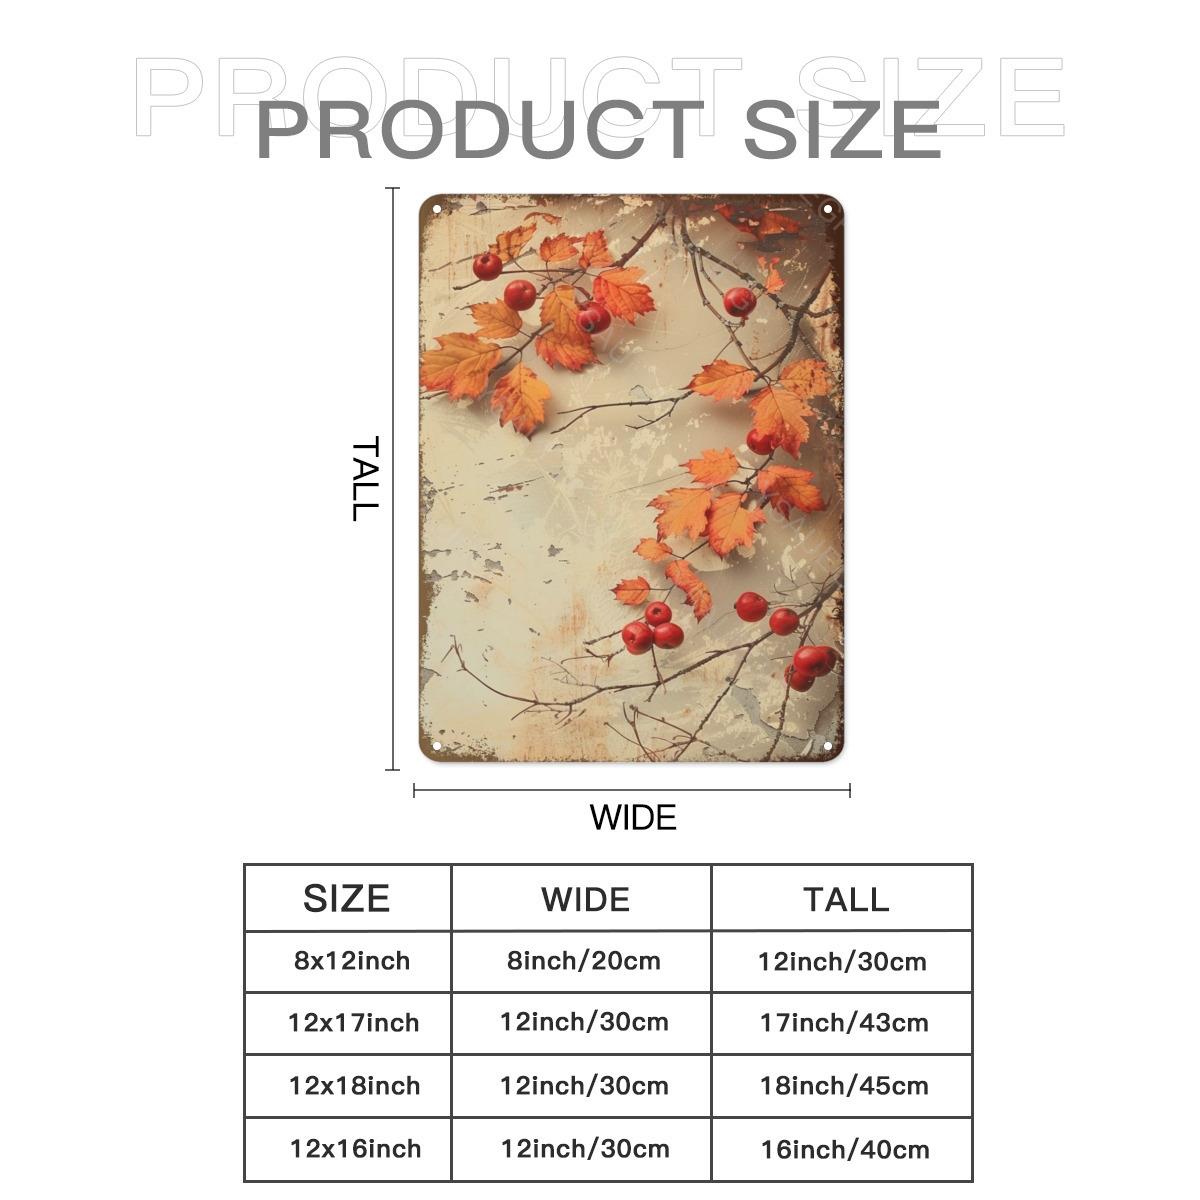 PRODUCT SIZE
PRODUCT SIZE
TALL
WIDE
SIZE WIDE TALL
8x12inch 8inch/20cm 12inch/30cm
12x17inch 12inch/30cm 17inch/43cm
12x18inch 12inch/30cm 18inch/45cm
12x16inch 12inch/30cm 16inch/40cm